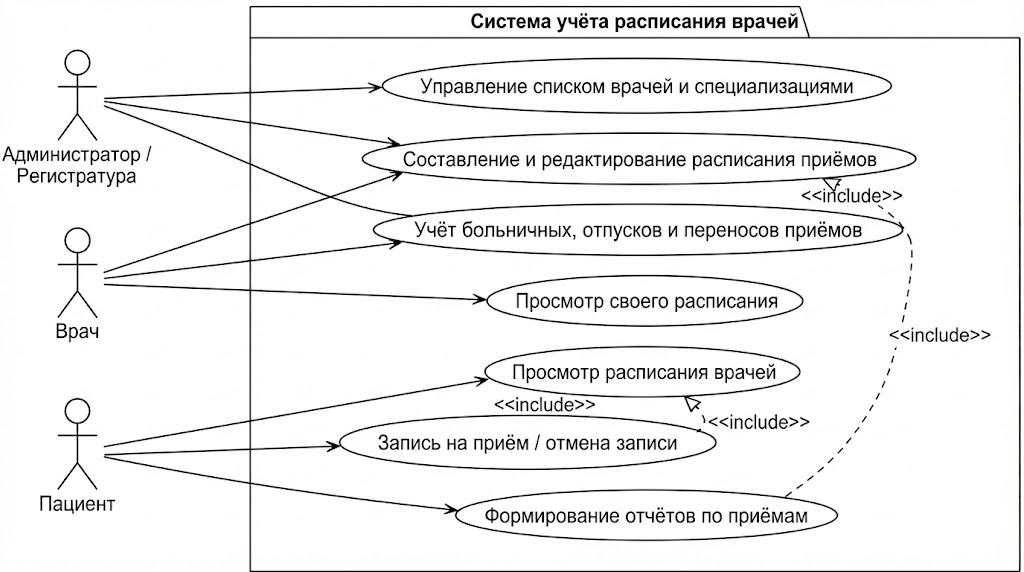 Система учёта расписания врачей
Управление списком врачей и специализациями
Администратор /
Регистратура
Составление и редактирование расписания приёмов
<<include>>
Учёт больничных, отпусков и переносов приёмов
Врач
Просмотр своего расписания
<<include>>
Просмотр расписания врачей
<<include>>
<<include>>
Запись на приём / отмена записи
Пациент
Формирование отчётов по приёмам